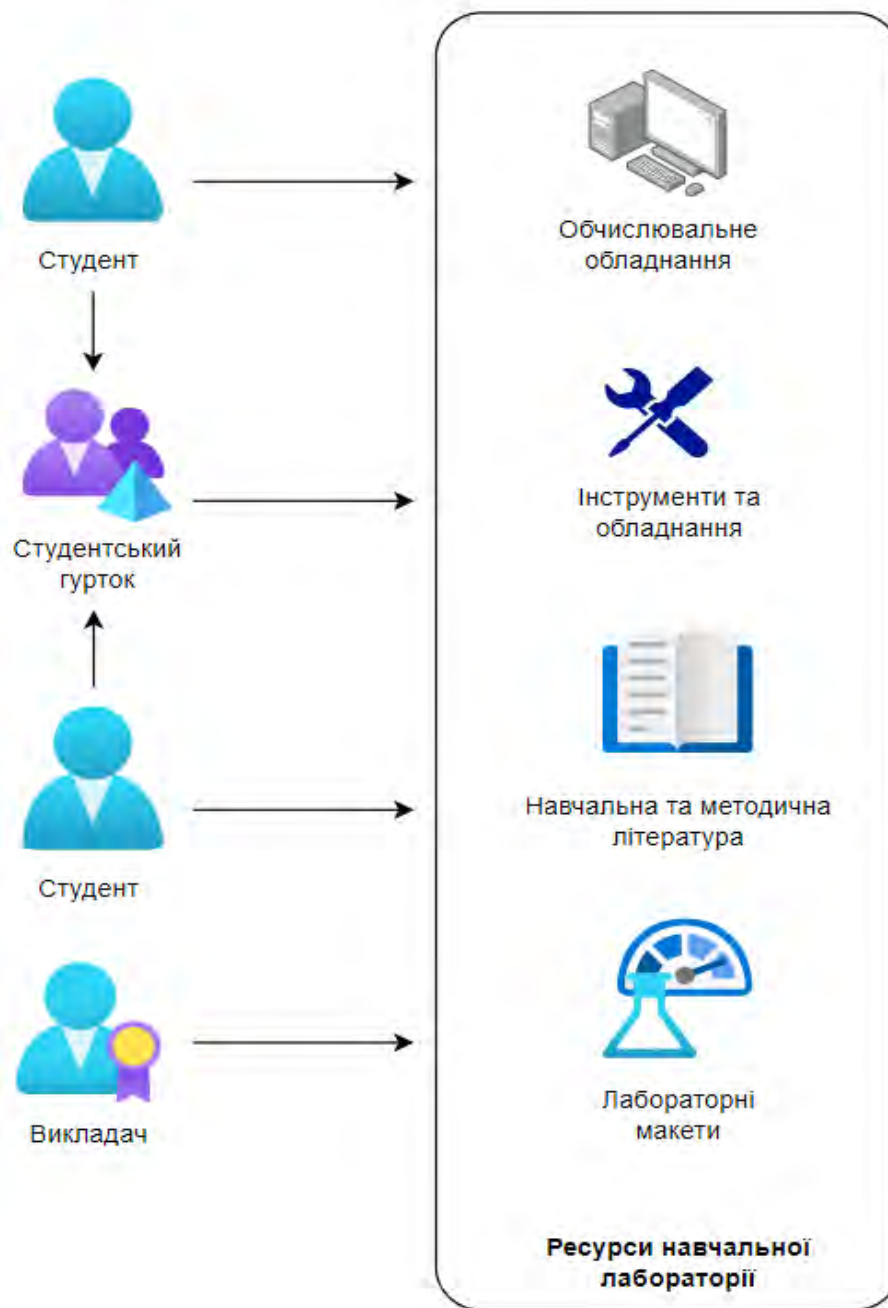 Студент
Студентський
гурток
Студент
Викладач
Обчислювальне
обладнання
Інструменти та
обладнання
Навчальна та методична
література
Лабораторні
макети
Ресурси навчальної
лабораторії